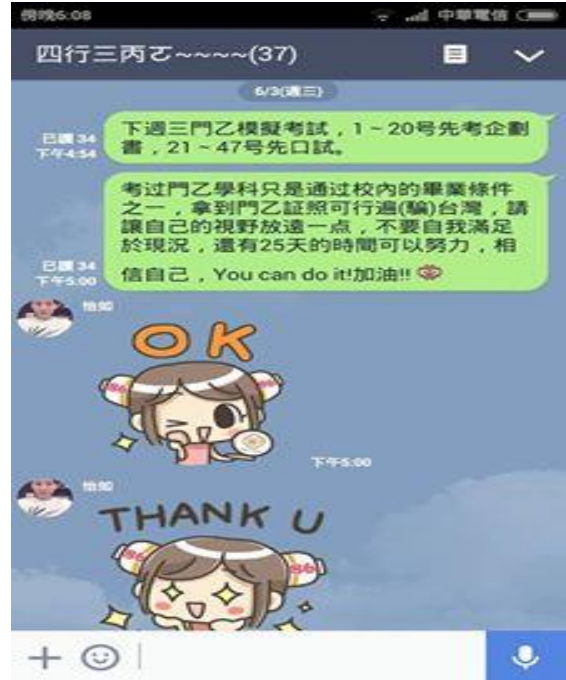 傍晚6:08
中華電信
四行三丙ㄛ~~~~(37)
6/3(週三)
下週三門乙模擬考試，1～20号先考企劃
書，21～47号先口試。
已讀 34
下午4:54
考过門乙學科只是通过校內的畢業條件
之一，拿到門乙証照可行遍(騙)台灣，請
讓自己的視野放遠一点，不要自我滿足
於現況，還有25天的時間可以努力，相
信自己，You can do it!加油!!
已讀 34
下午5:00
怡如
OK
下午5:00
怡如
THANK U